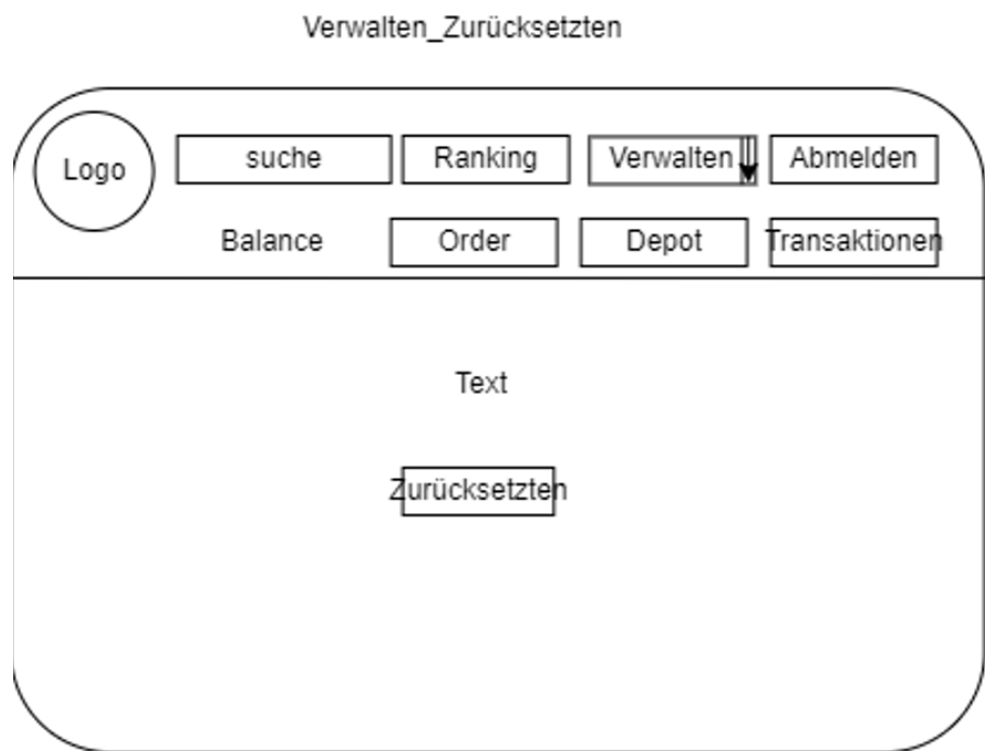 Verwalten_Zurücksetzten
Logo
suche
Ranking
Verwalten
Abmelden
Balance
Order
Depot
Transaktionen
Text
Zurücksetzten